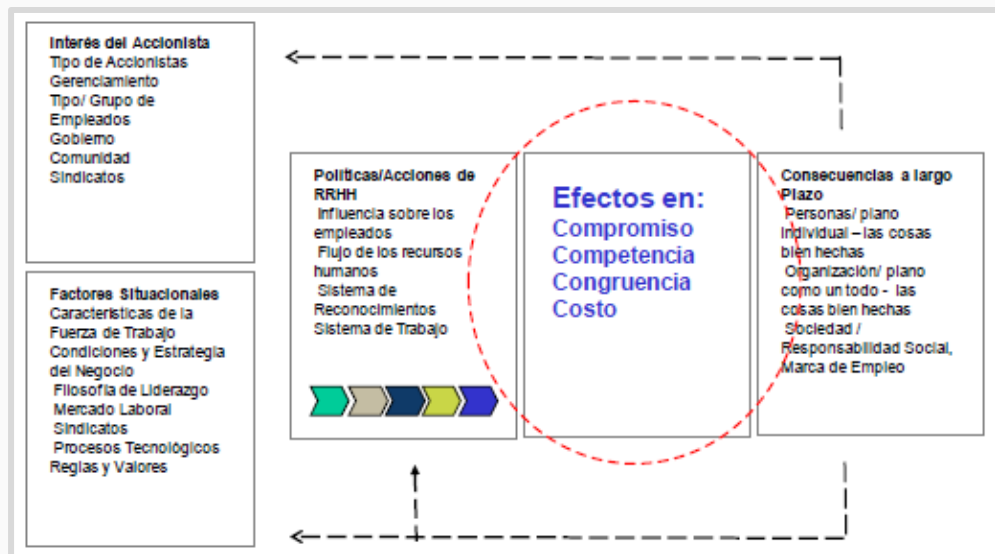 Interés del Accionista
Tipo de Accionistas
Gerenciamiento
Tipo/ Grupo de
Empleados
Gobierno
Comunidad
Sindicatos
Factores Situacionales
Características de la
Fuerza de Trabajo
Condiciones y Estrategia
del Negocio
Filosofía de Liderazgo
Mercado Laboral
Sindicatos
Procesos Tecnológicos
Reglas y Valores
Políticas/Acciones de
RRHH
Influencia sobre los
empleados
Flujo de los recursos
humanos
Sistema de
Reconocimientos
Sistema de Trabajo
Efectos en:
Compromiso
Competencia
Congruencia
Costo
Consecuencias a largo
Plazo
Personas/ plano
individual – las cosas
bien hechas
Organización/ plano
como un todo - las
cosas bien hechas
Sociedad /
Responsabilidad Social,
Marca de Empleo